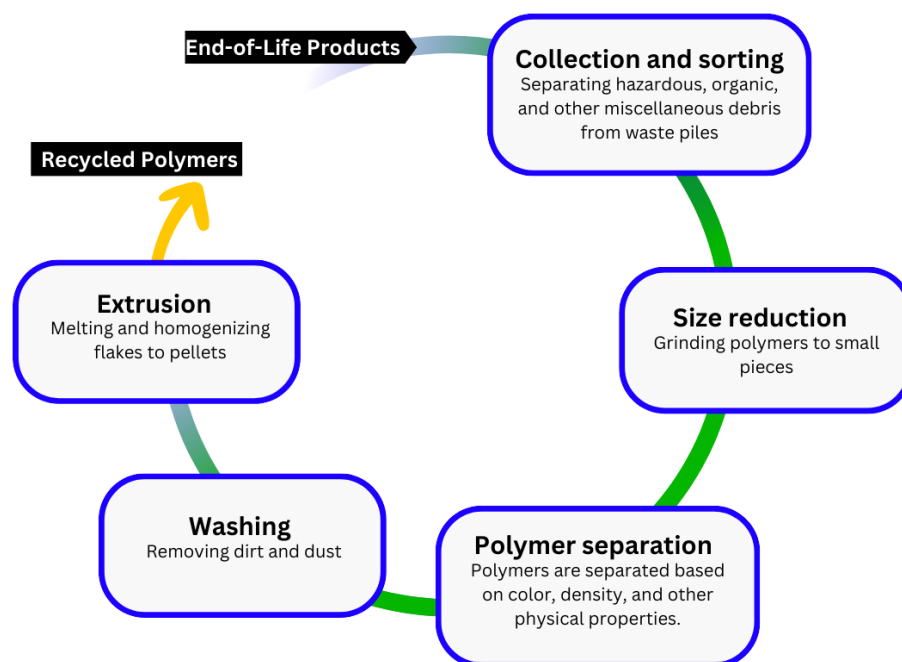 End-of-Life Products
Collection and sorting
Separating hazardous, organic,
and other miscellaneous debris
from waste piles
Size reduction
Grinding polymers to small
pieces
Polymer separation
Polymers are separated based
on color, density, and other
physical properties.
Washing
Removing dirt and dust
Extrusion
Melting and homogenizing
flakes to pellets
Recycled Polymers